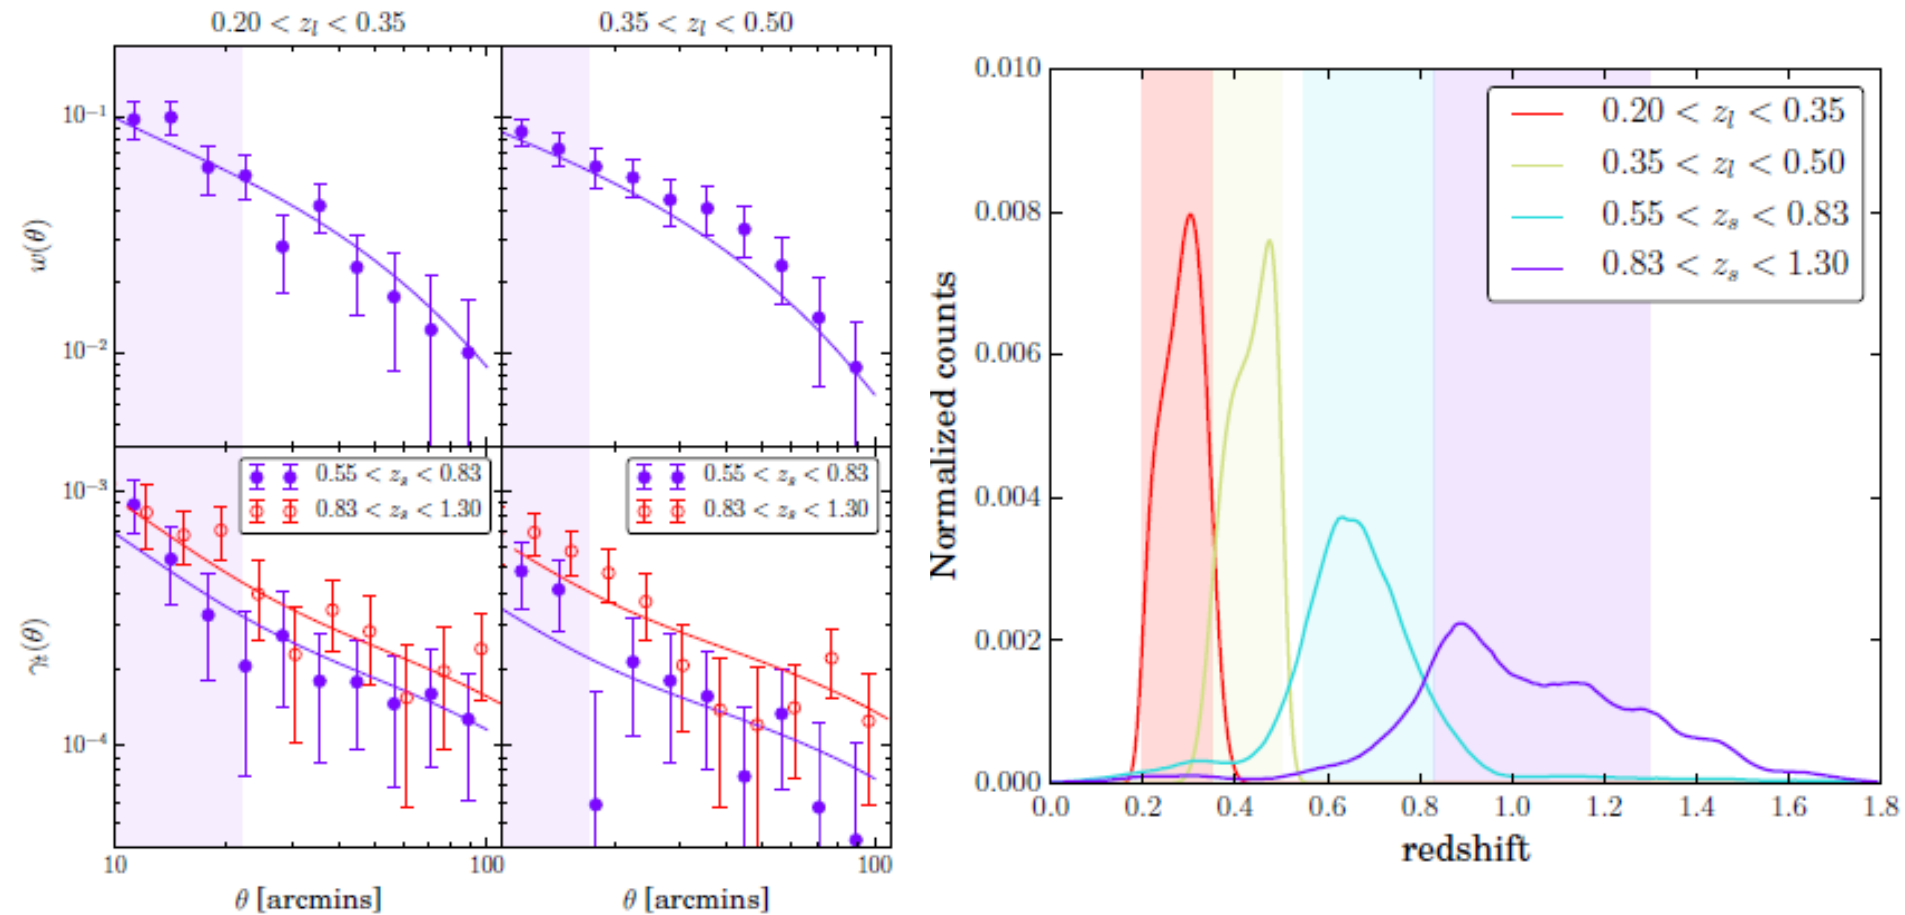 0.20 < z_l < 0.35
0.35 < z_l < 0.50
10^{-1}
w(θ)
10^{-2}
0.55 < z_s < 0.83
0.83 < z_s < 1.30
0.55 < z_s < 0.83
0.83 < z_s < 1.30
10^{-3}
γ_t(θ)
10^{-4}
10
100
100
θ [arcmins]
θ [arcmins]
0.010
0.008
0.006
0.004
0.002
0.000
Normalized counts
0.20 < z_l < 0.35
0.35 < z_l < 0.50
0.55 < z_s < 0.83
0.83 < z_s < 1.30
0.0 0.2 0.4 0.6 0.8 1.0 1.2 1.4 1.6 1.8
redshift